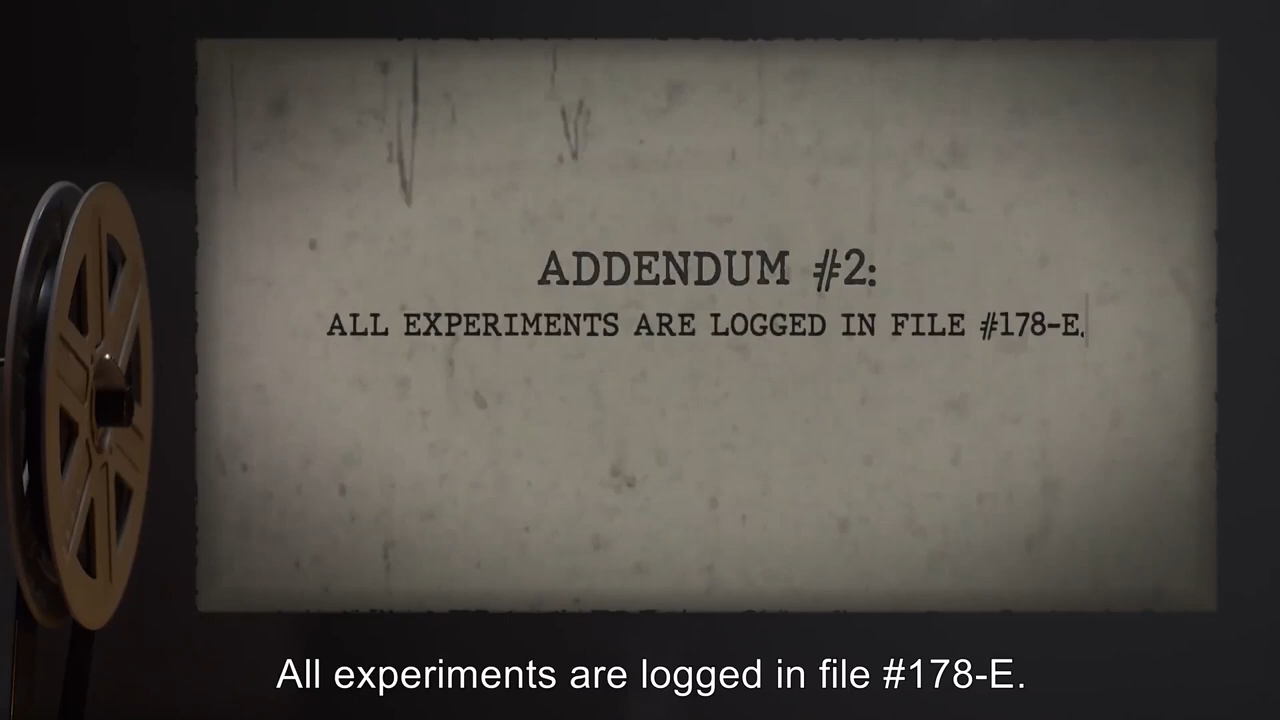 ADDENDUM #2:
ALL EXPERIMENTS ARE LOGGED IN FILE #178-E.
All experiments are logged in file #178-E.